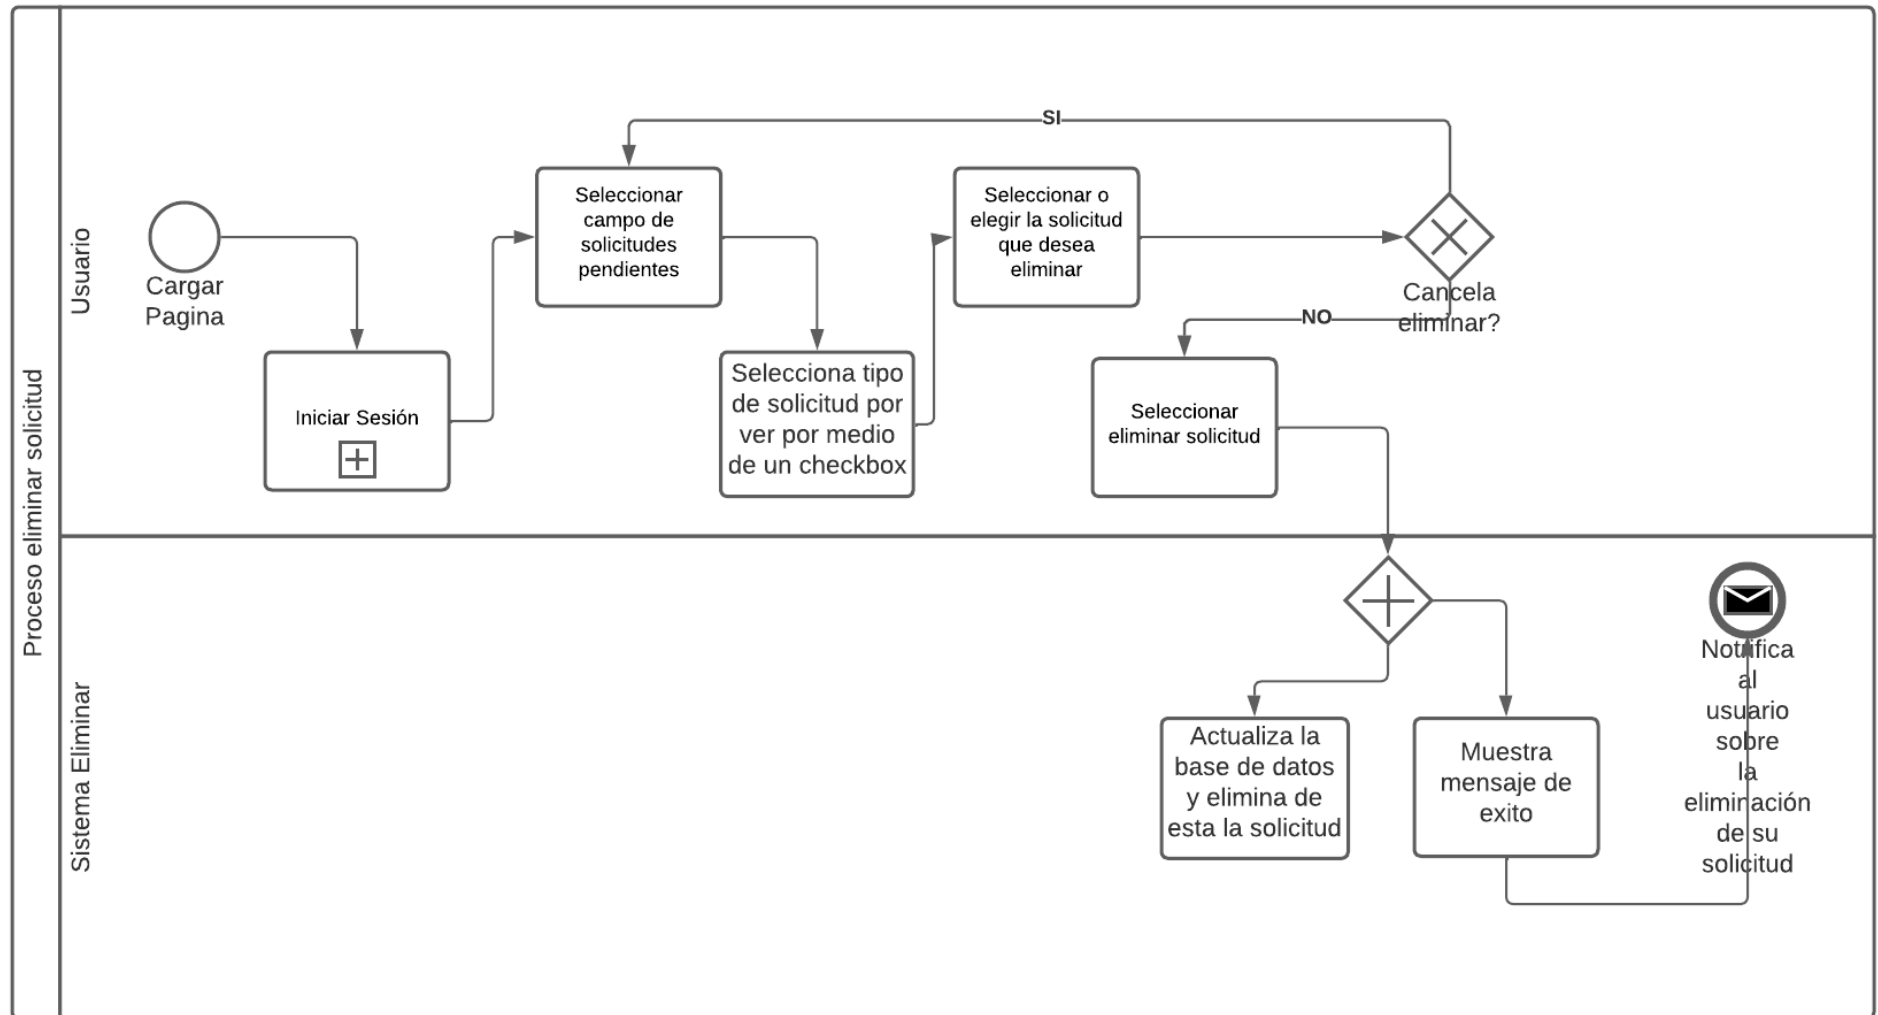 Proceso eliminar solicitud
Usuario
Cargar
Pagina
Iniciar Sesión
Seleccionar
campo de
solicitudes
pendientes
Selecciona tipo
de solicitud por
ver por medio
de un checkbox
Seleccionar o
elegir la solicitud
que desea
eliminar
SI
Cancela
eliminar?
NO
Seleccionar
eliminar solicitud
Sistema Eliminar
Actualiza la
base de datos
y elimina de
esta la solicitud
Muestra
mensaje de
exito
Notifica
al
usuario
sobre
la
eliminación
de su
solicitud